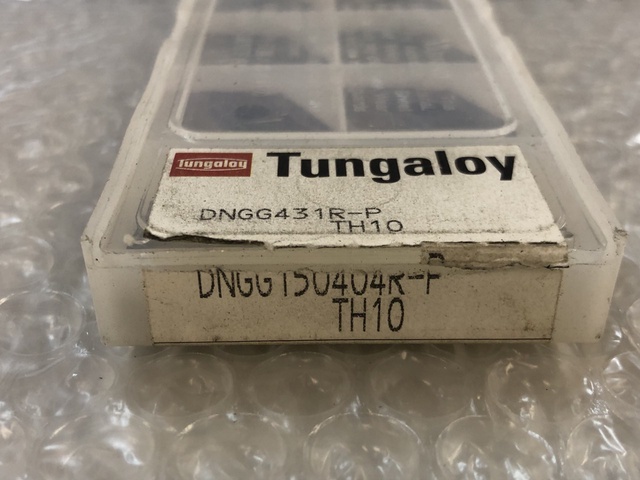 Tungaloy Tungaloy
DNGG431R-P
TH10
DNGG150404R-P
TH10